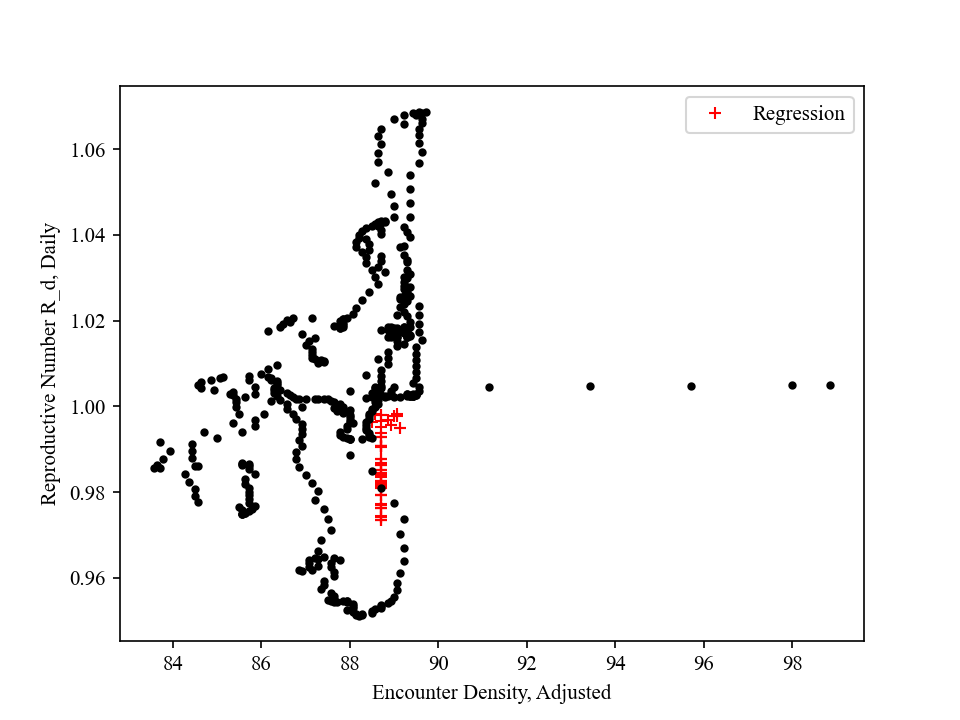 Regression
1.06
1.04
1.02
1.00
0.98
0.96
Reproductive Number R_d, Daily
84 86 88 90 92 94 96 98
Encounter Density, Adjusted